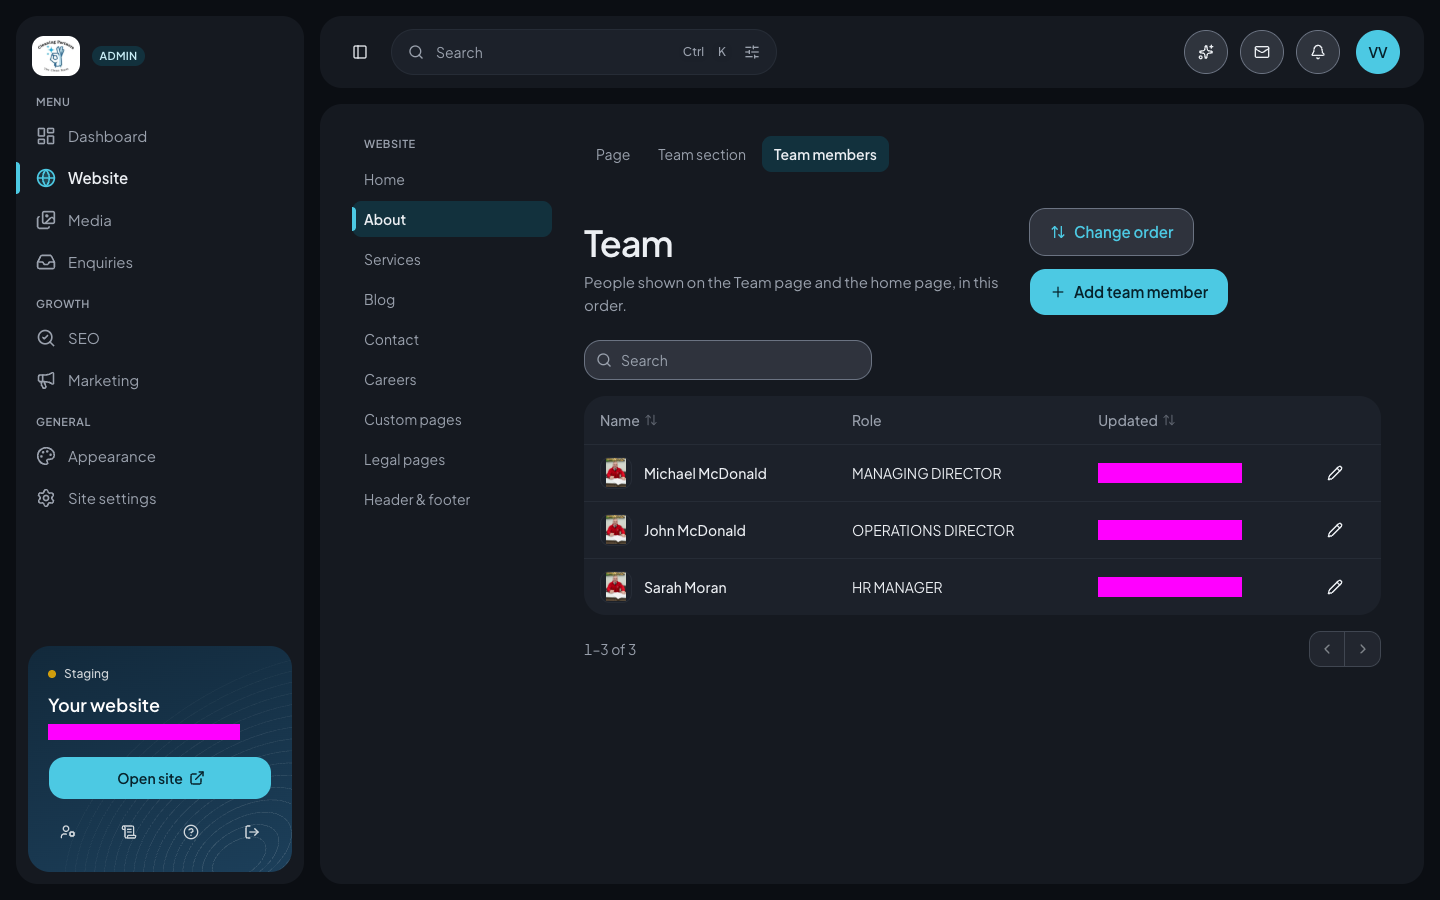 ADMIN
MENU
Dashboard
Website
Media
Enquiries
GROWTH
SEO
Marketing
GENERAL
Appearance
Site settings
Staging
Your website
Open site
Search
Ctrl K
VV
WEBSITE
Home
About
Services
Blog
Contact
Careers
Custom pages
Legal pages
Header & footer
Page Team section Team members
Team
People shown on the Team page and the home page, in this
order.
Change order
Add team member
Search
Name Role Updated
Michael McDonald MANAGING DIRECTOR
John McDonald OPERATIONS DIRECTOR
Sarah Moran HR MANAGER
1–3 of 3